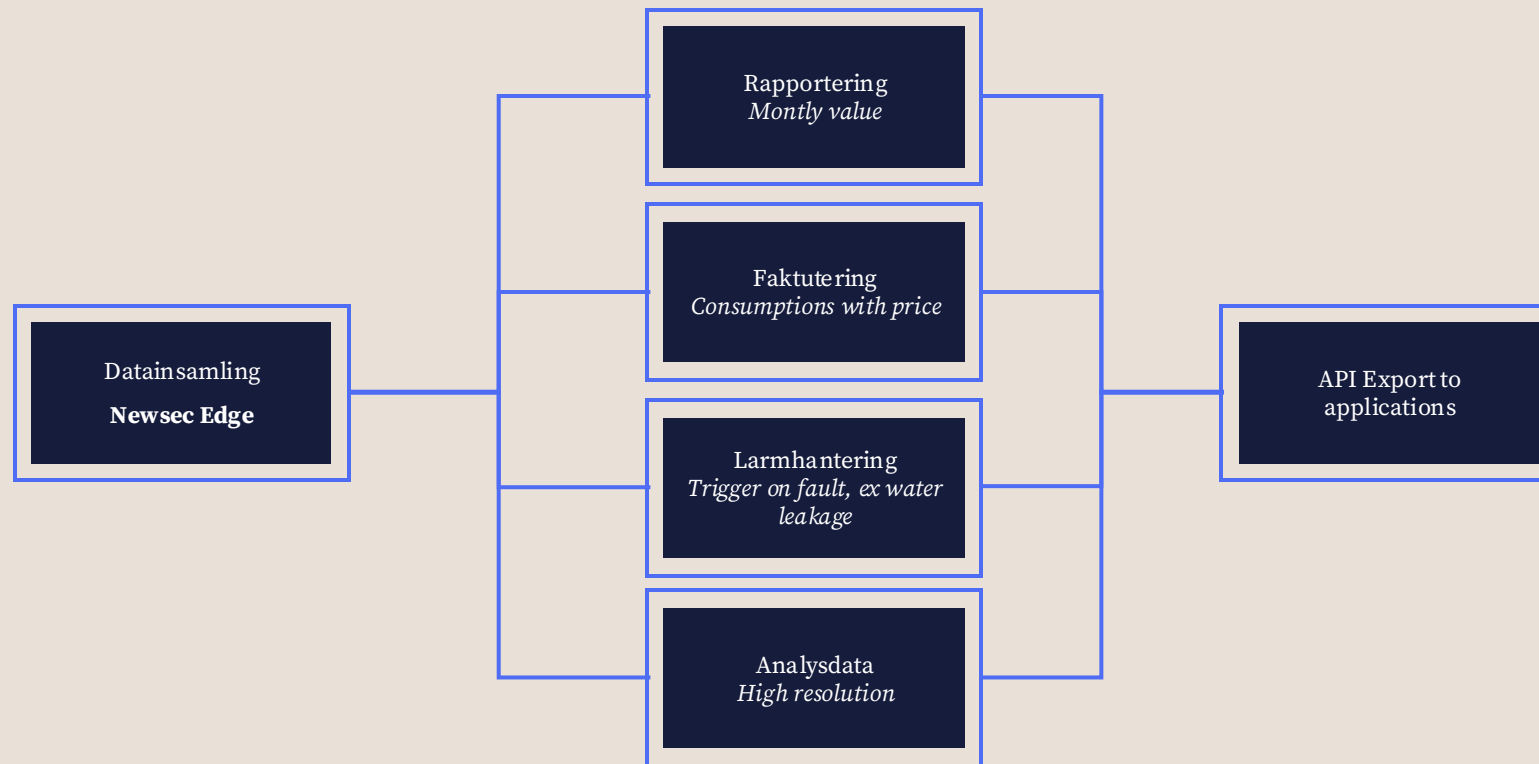 Rapportering
Montly value
Faktutering
Consumptions with price
Datainsamling
Newsec Edge
API Export to
applications
Larmhantering
Trigger on fault, ex water
leakage
Analysdata
High resolution